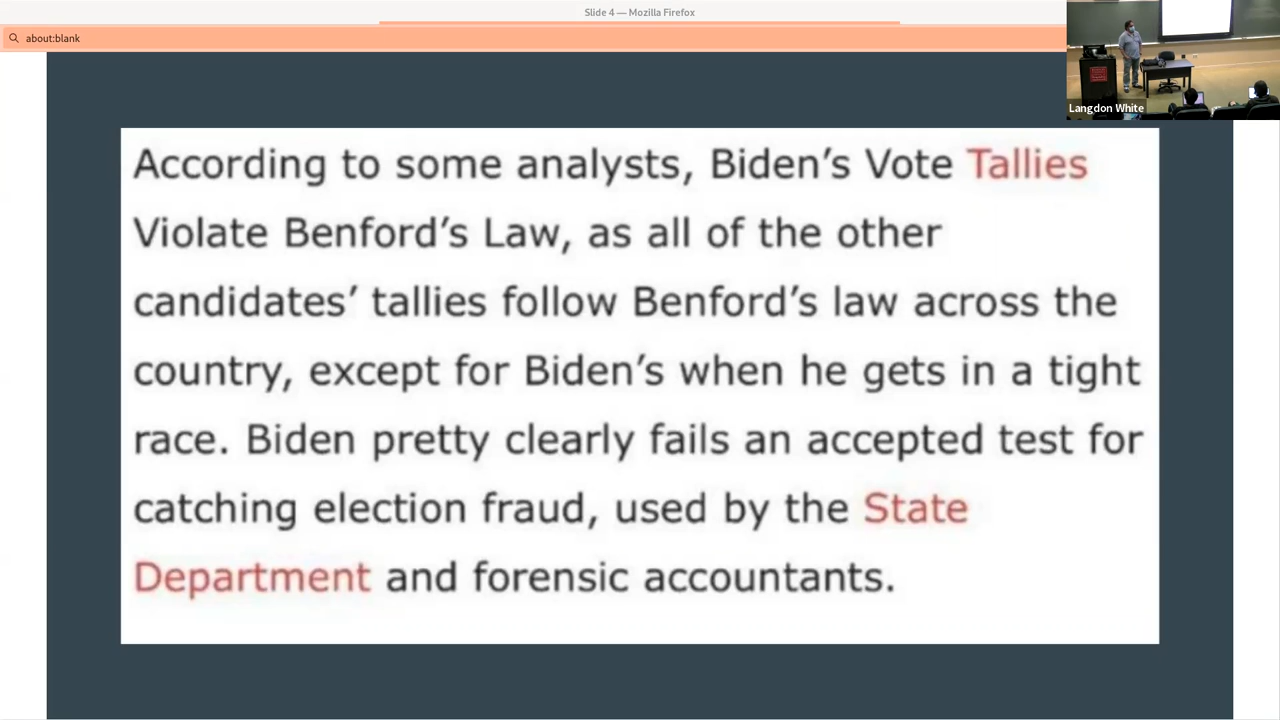 Slide 4 — Mozilla Firefox
about:blank
Langdon White
According to some analysts, Biden’s Vote Tallies
Violate Benford’s Law, as all of the other
candidates’ tallies follow Benford’s law across the
country, except for Biden’s when he gets in a tight
race. Biden pretty clearly fails an accepted test for
catching election fraud, used by the State
Department and forensic accountants.